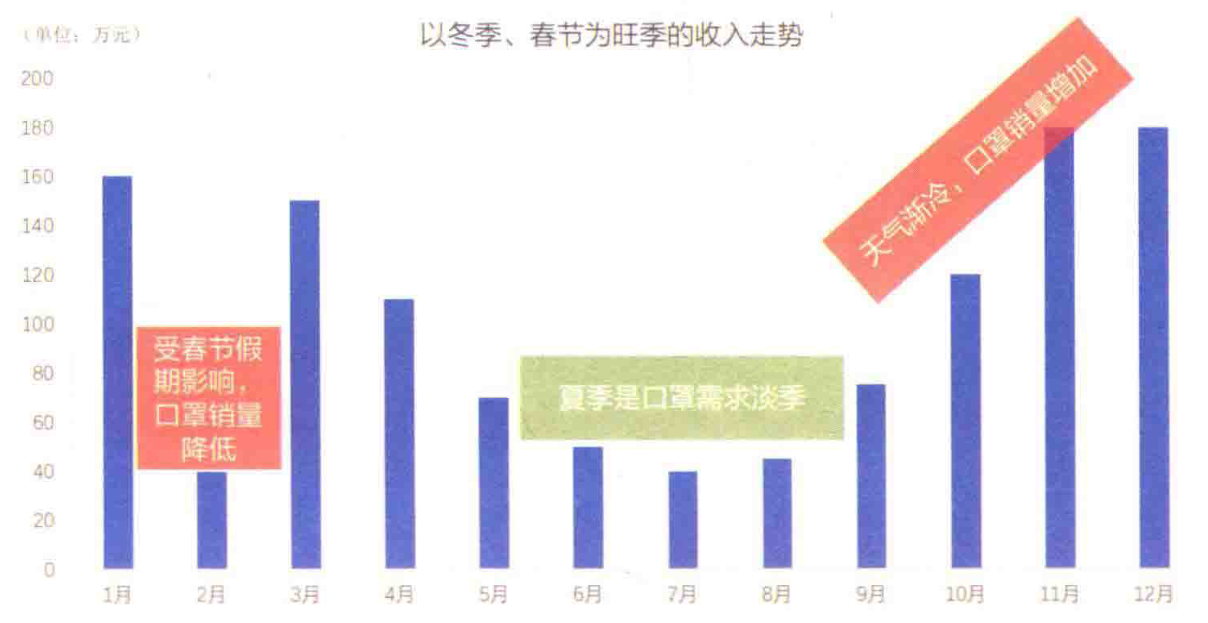 （单位：万元）
以冬季、春节为旺季的收入走势
200
180
160
140
120
100
80
60
40
20
0
受春节假
期影响，
口罩销量
降低
夏季是口罩需求淡季
天气渐冷，口罩销量增加
1月
2月
3月
4月
5月
6月
7月
8月
9月
10月
11月
12月